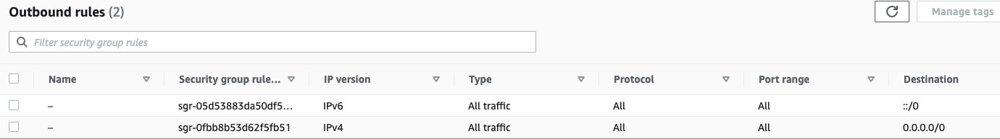 Outbound rules (2)
Manage tags
Filter security group rules
Name Security group rule... IP version Type Protocol Port range Destination
– sgr-05d53883da50df5... IPv6 All traffic All All ::/0
– sgr-0fbb8b53d62f5fb51 IPv4 All traffic All All 0.0.0.0/0